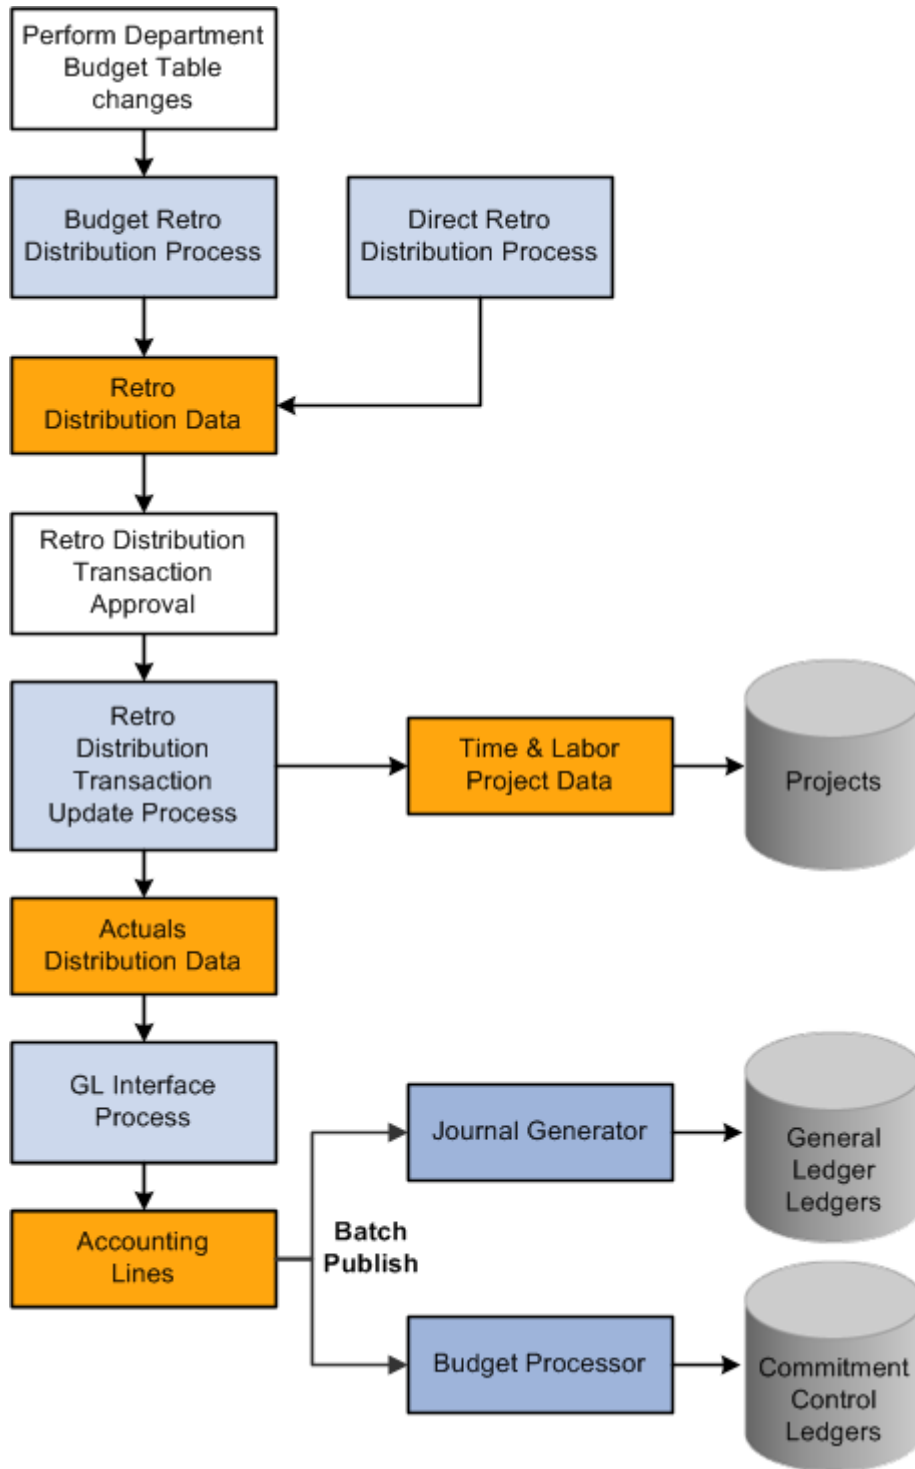 Perform Department
Budget Table
changes
Budget Retro
Distribution Process
Direct Retro
Distribution Process
Retro
Distribution Data
Retro Distribution
Transaction
Approval
Retro
Distribution
Transaction
Update Process
Time & Labor
Project Data
Projects
Actuals
Distribution Data
GL Interface
Process
Journal Generator
General
Ledger
Ledgers
Accounting
Lines
Batch
Publish
Budget Processor
Commitment
Control
Ledgers